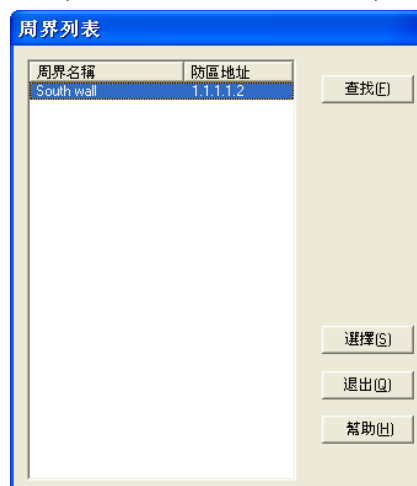 周界列表
周界名稱 防區地址
South wall 1.1.1.1.2
查找(F)
選擇(S)
退出(Q)
幫助(H)